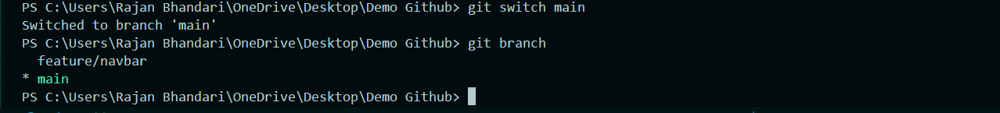 PS C:\Users\Rajan Bhandari\OneDrive\Desktop\Demo Github> git switch main
Switched to branch 'main'
PS C:\Users\Rajan Bhandari\OneDrive\Desktop\Demo Github> git branch
  feature/navbar
* main
PS C:\Users\Rajan Bhandari\OneDrive\Desktop\Demo Github>